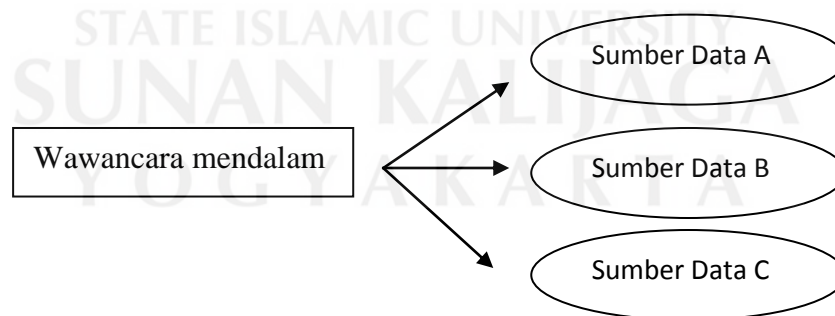 STATE ISLAMIC UNIVERSITY
SUNAN KALIJAGA
YOGYAKARTA
Sumber Data A
Wawancara mendalam
Sumber Data B
Sumber Data C